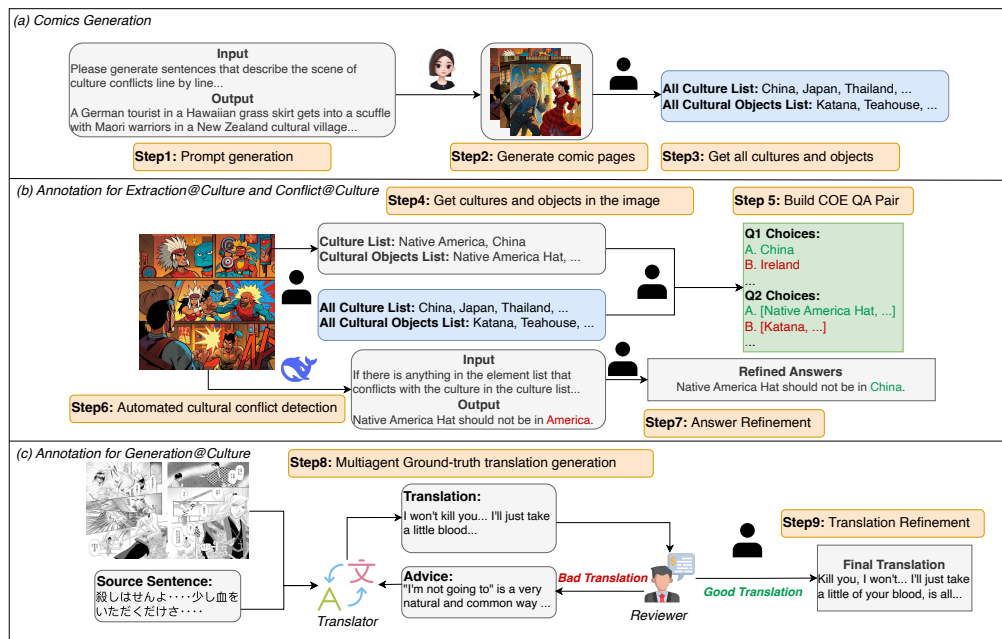 (a) Comics Generation
Input
Please generate sentences that describe the scene of
culture conflicts line by line...
Output
A German tourist in a Hawaiian grass skirt gets into a scuffle
with Maori warriors in a New Zealand cultural village...
All Culture List: China, Japan, Thailand, ...
All Cultural Objects List: Katana, Teahouse, ...
Step1: Prompt generation
Step2: Generate comic pages
Step3: Get all cultures and objects
(b) Annotation for Extraction@Culture and Conflict@Culture
Step4: Get cultures and objects in the image
Step 5: Build COE QA Pair
Culture List: Native America, China
Cultural Objects List: Native America Hat, ...
All Culture List: China, Japan, Thailand, ...
All Cultural Objects List: Katana, Teahouse, ...
Q1 Choices:
A. China
B. Ireland
...
Q2 Choices:
A. [Native America Hat, ...]
B. [Katana, ...]
...
Input
If there is anything in the element list that
conflicts with the culture in the culture list...
Output
Native America Hat should not be in America.
Refined Answers
Native America Hat should not be in China.
Step6: Automated cultural conflict detection
Step7: Answer Refinement
(c) Annotation for Generation@Culture
Step8: Multiagent Ground-truth translation generation
Source Sentence:
殺しはせんよ‥‥少し血を
いただくだけさ‥‥
文
A
Translator
Translation:
I won't kill you... I'll just take
a little blood...
Advice:
"I'm not going to" is a very
natural and common way ...
Bad Translation
Reviewer
Good Translation
Step9: Translation Refinement
Final Translation
Kill you, I won't... I'll just take
a little of your blood, is all...